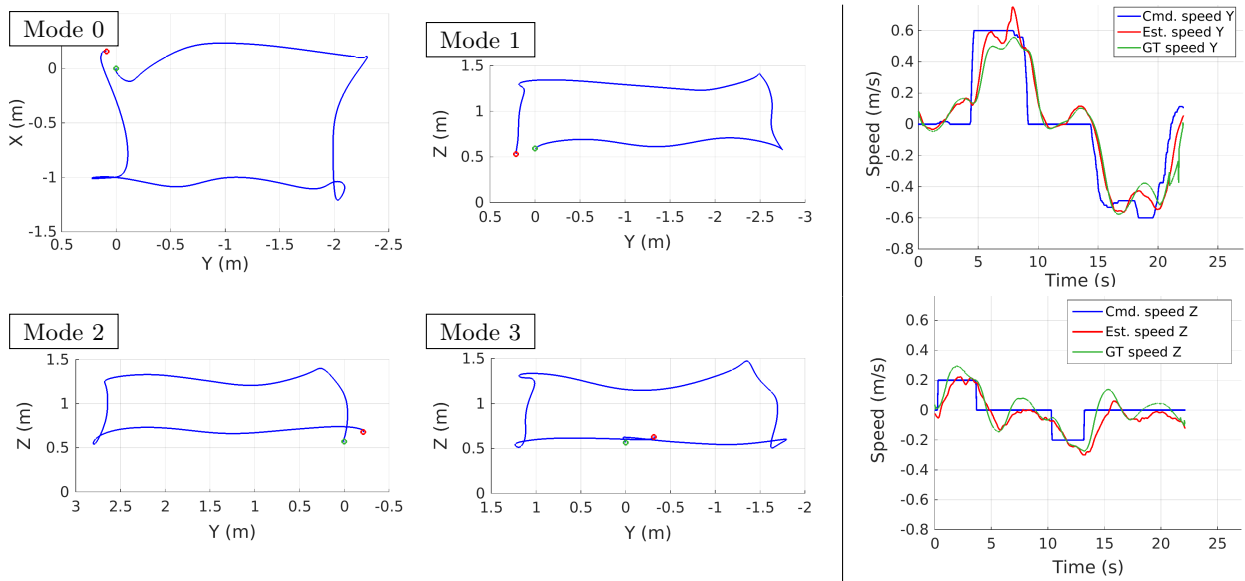 Mode 0
X (m)
0
-0.5
-1
-1.5
0.5 0 -0.5 -1 -1.5 -2 -2.5
Y (m)
Mode 1
Z (m)
1.5
1
0.5
0
0.5 0 -0.5 -1 -1.5 -2 -2.5 -3
Y (m)
Cmd. speed Y
Est. speed Y
GT speed Y
Speed (m/s)
0.6
0.4
0.2
0
-0.2
-0.4
-0.6
-0.8
0 5 10 15 20 25
Time (s)
Mode 2
Z (m)
1.5
1
0.5
0
3 2.5 2 1.5 1 0.5 0 -0.5
Y (m)
Mode 3
Z (m)
1.5
1
0.5
0
1.5 1 0.5 0 -0.5 -1 -1.5 -2
Y (m)
Cmd. speed Z
Est. speed Z
GT speed Z
Speed (m/s)
0.6
0.4
0.2
0
-0.2
-0.4
-0.6
-0.8
0 5 10 15 20 25
Time (s)